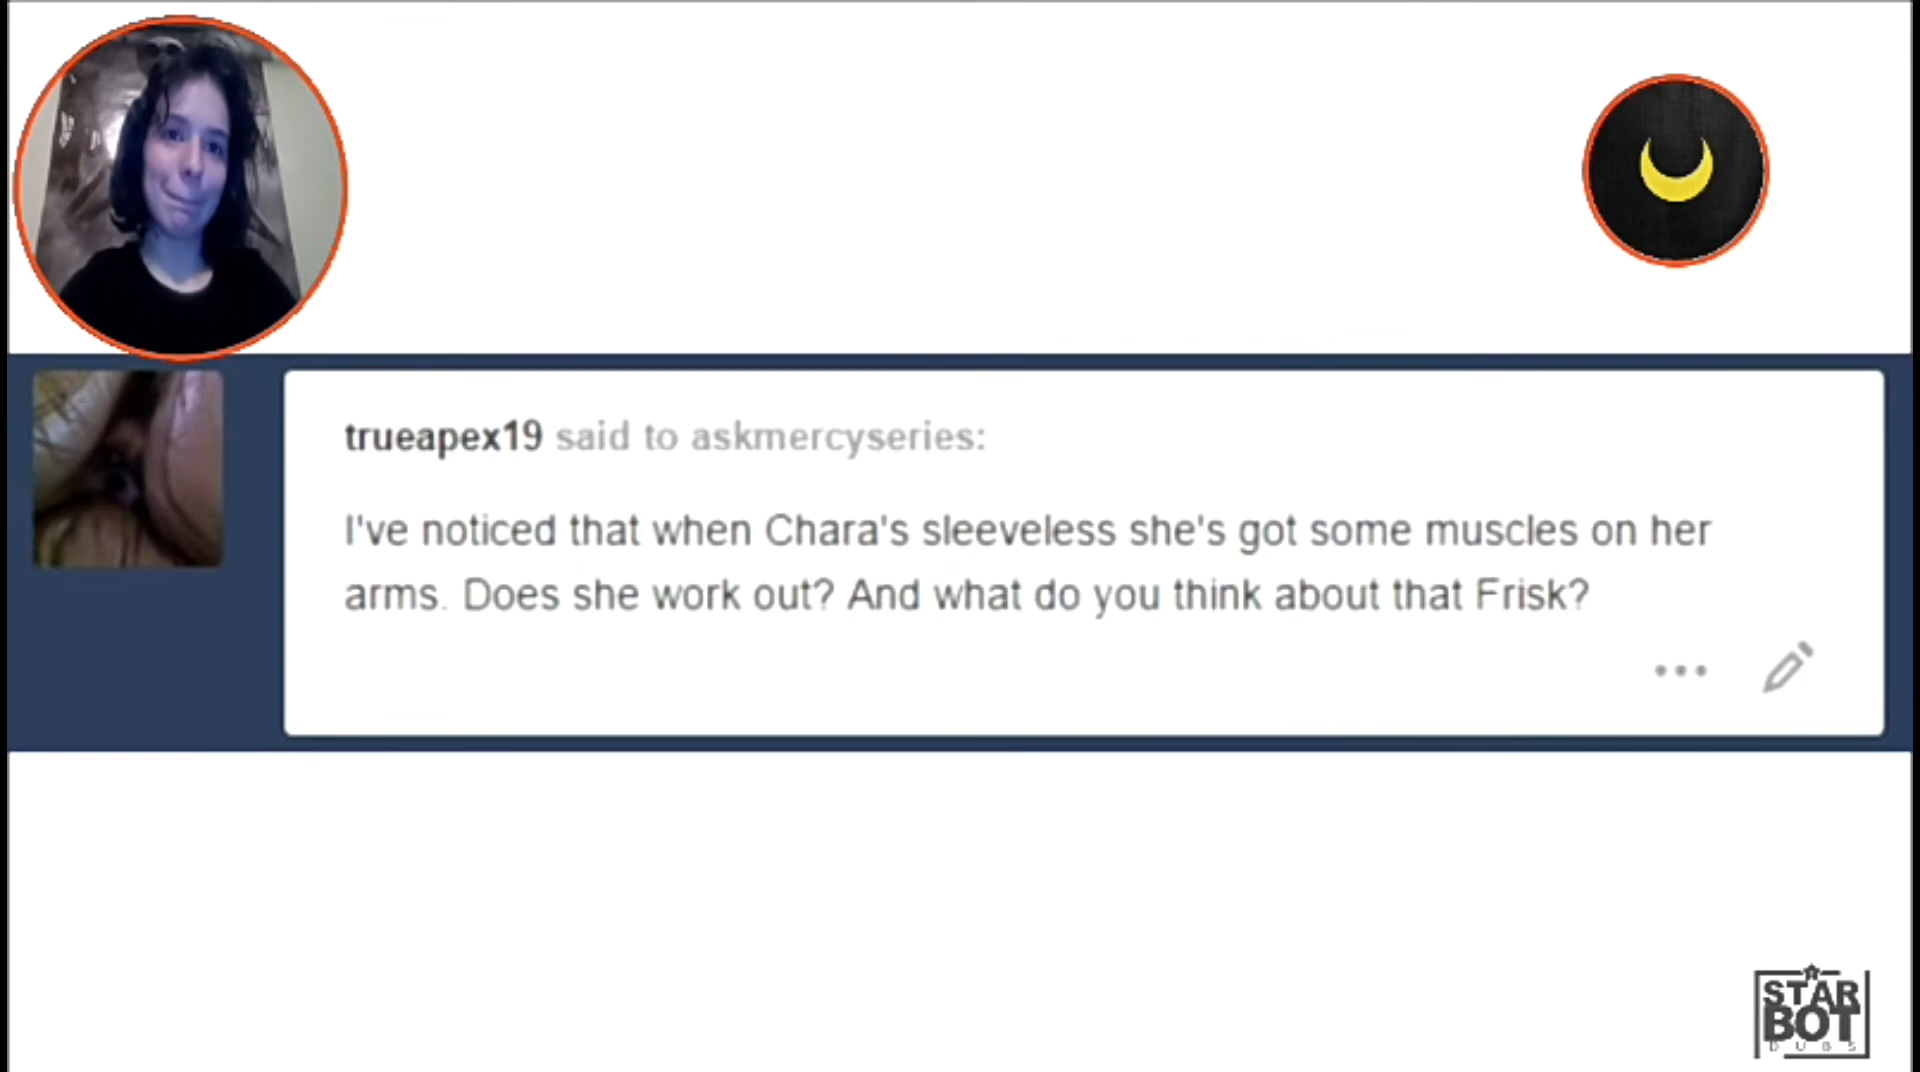 trueapex19 said to askmercyseries:
I've noticed that when Chara's sleeveless she's got some muscles on her
arms. Does she work out? And what do you think about that Frisk?
STAR
BOT
DUBS